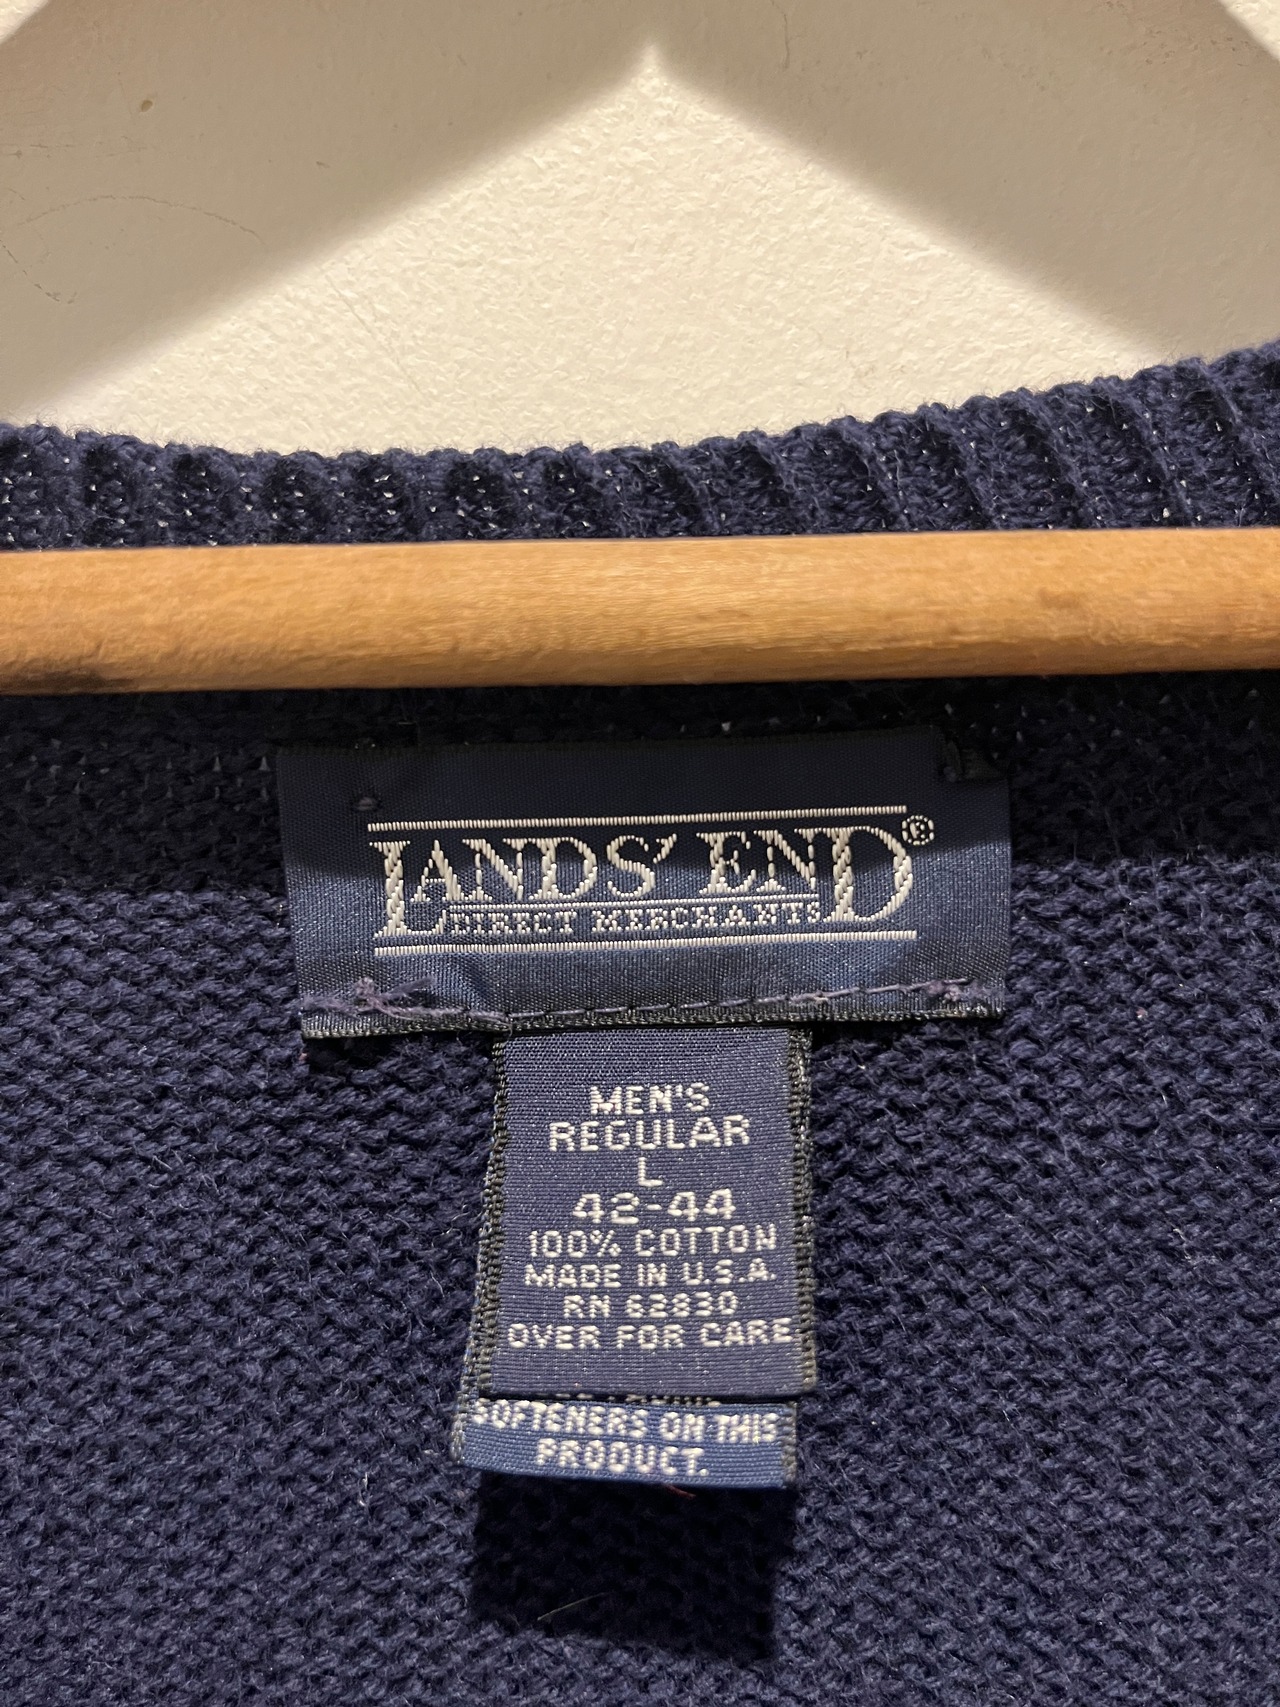 LANDS' END®
DIRECT MERCHANTS
MEN'S
REGULAR
L
42-44
100% COTTON
MADE IN U.S.A.
RN 62830
OVER FOR CARE
SOFTENERS ON THIS
PRODUCT.